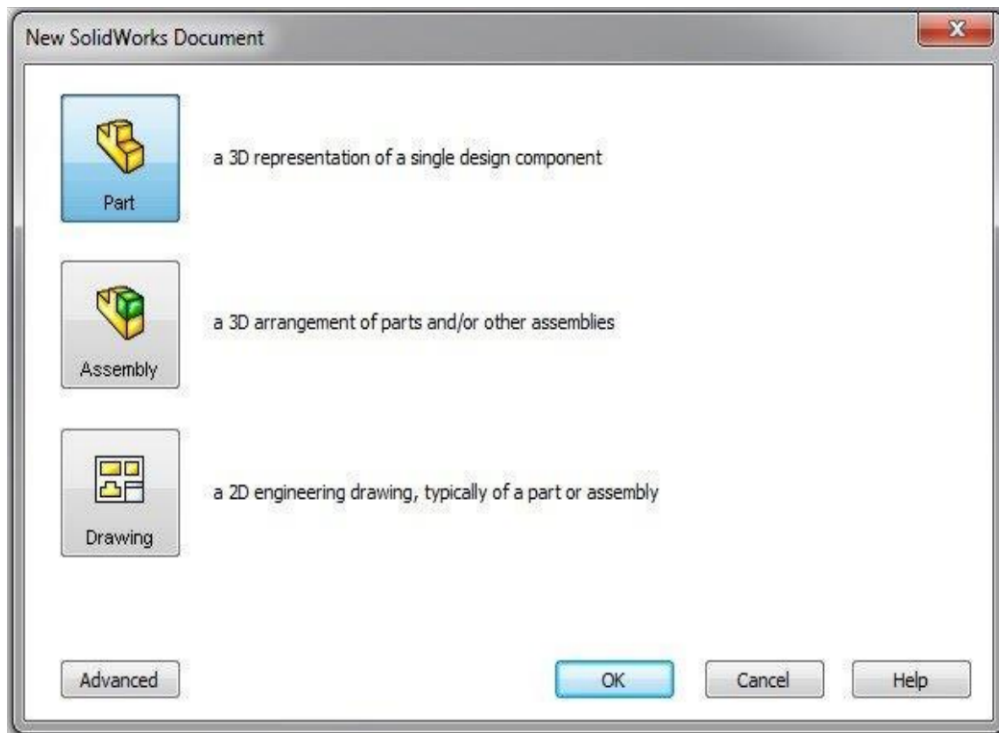 New SolidWorks Document
Part
a 3D representation of a single design component
Assembly
a 3D arrangement of parts and/or other assemblies
Drawing
a 2D engineering drawing, typically of a part or assembly
Advanced
OK
Cancel
Help